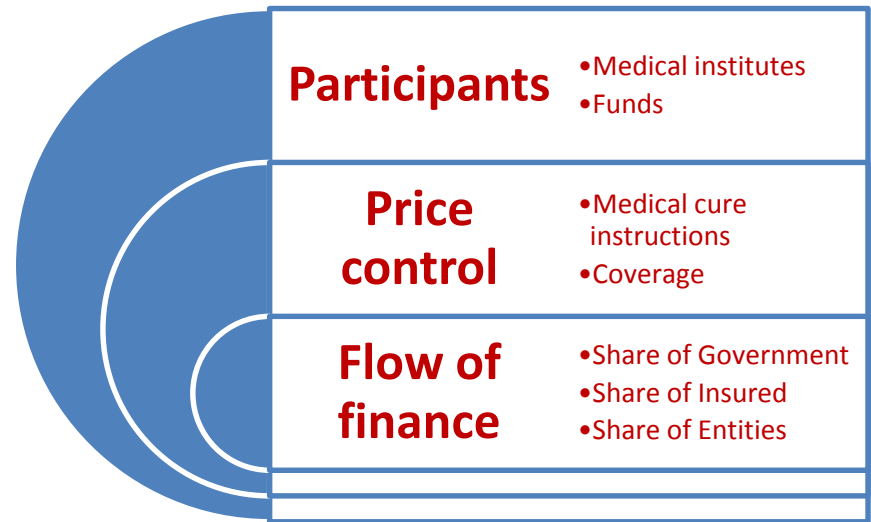 Participants
•Medical institutes
•Funds
Price
control
•Medical cure
instructions
•Coverage
Flow of
finance
•Share of Government
•Share of Insured
•Share of Entities